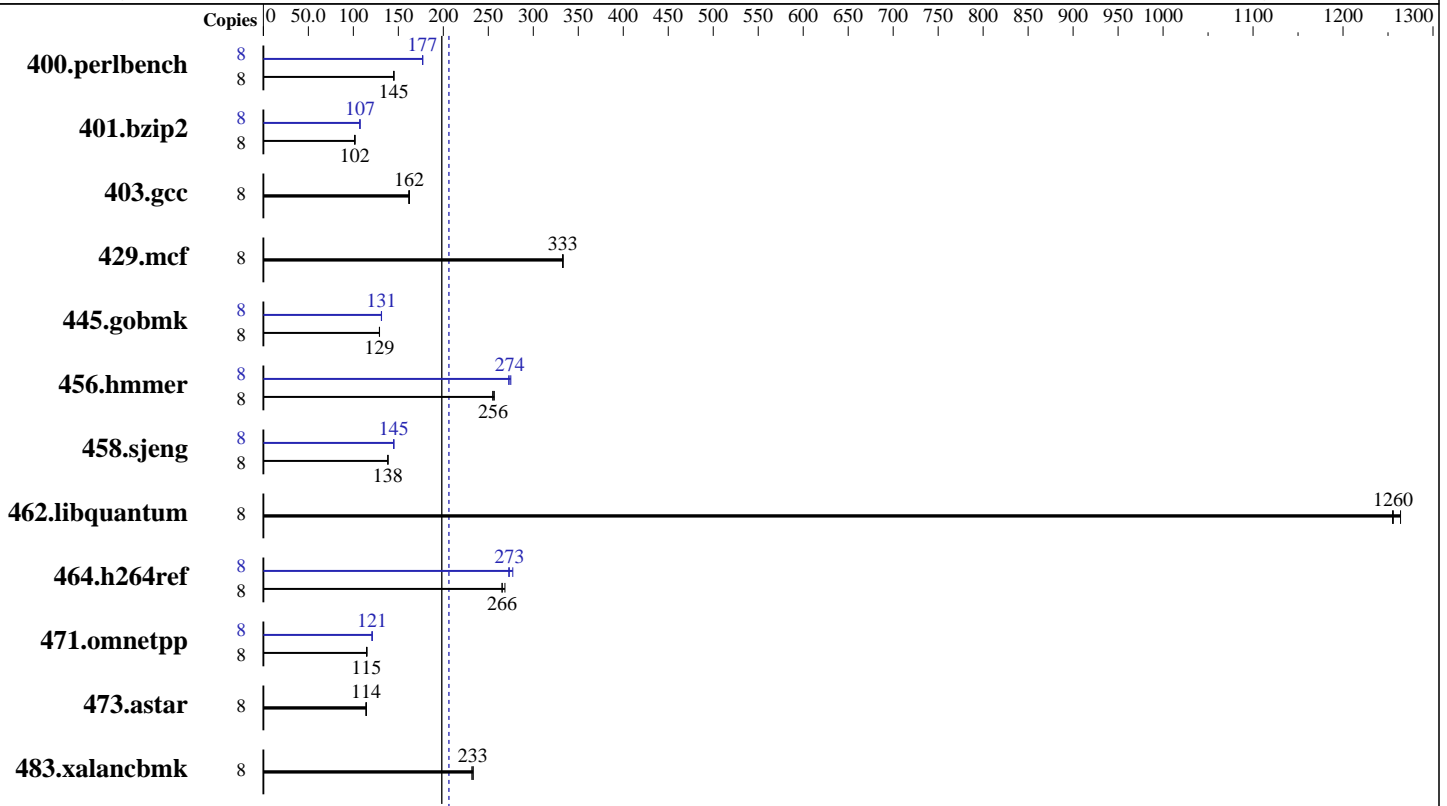 Copies 0 50.0 100 150 200 250 300 350 400 450 500 550 600 650 700 750 800 850 900 950 1000 1100 1200 1300
400.perlbench 8 177
8 145
401.bzip2 8 107
8 102
403.gcc 8 162
429.mcf 8 333
445.gobmk 8 131
8 129
456.hmmer 8 274
8 256
458.sjeng 8 145
8 138
462.libquantum 8 1260
464.h264ref 8 273
8 266
471.omnetpp 8 121
8 115
473.astar 8 114
483.xalancbmk 8 233